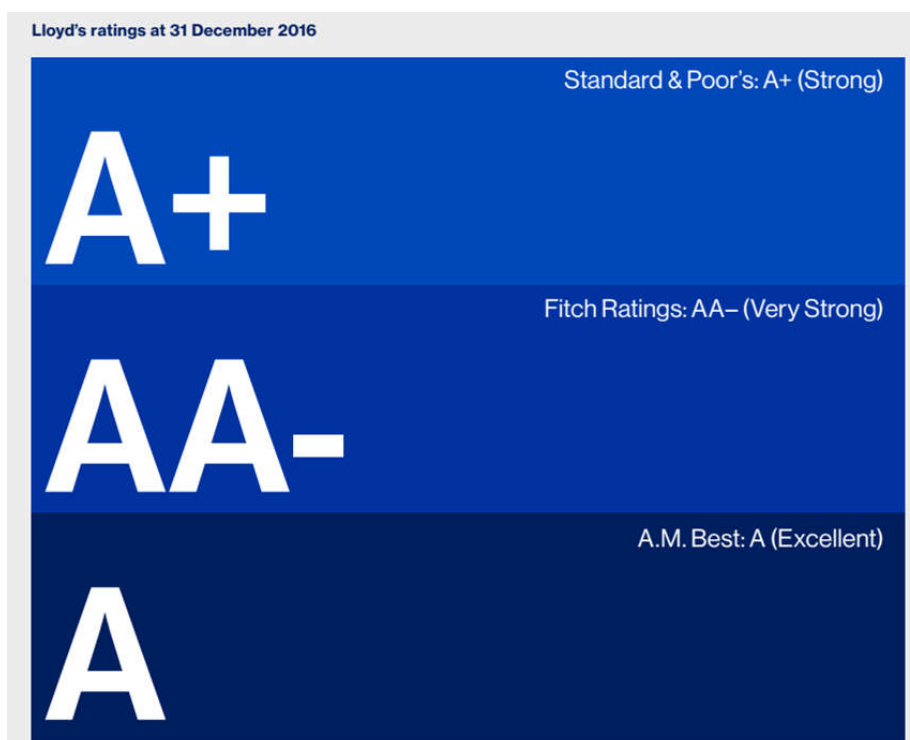 Lloyd's ratings at 31 December 2016
Standard & Poor's: A+ (Strong)
A+
Fitch Ratings: AA– (Very Strong)
AA-
A.M. Best: A (Excellent)
A